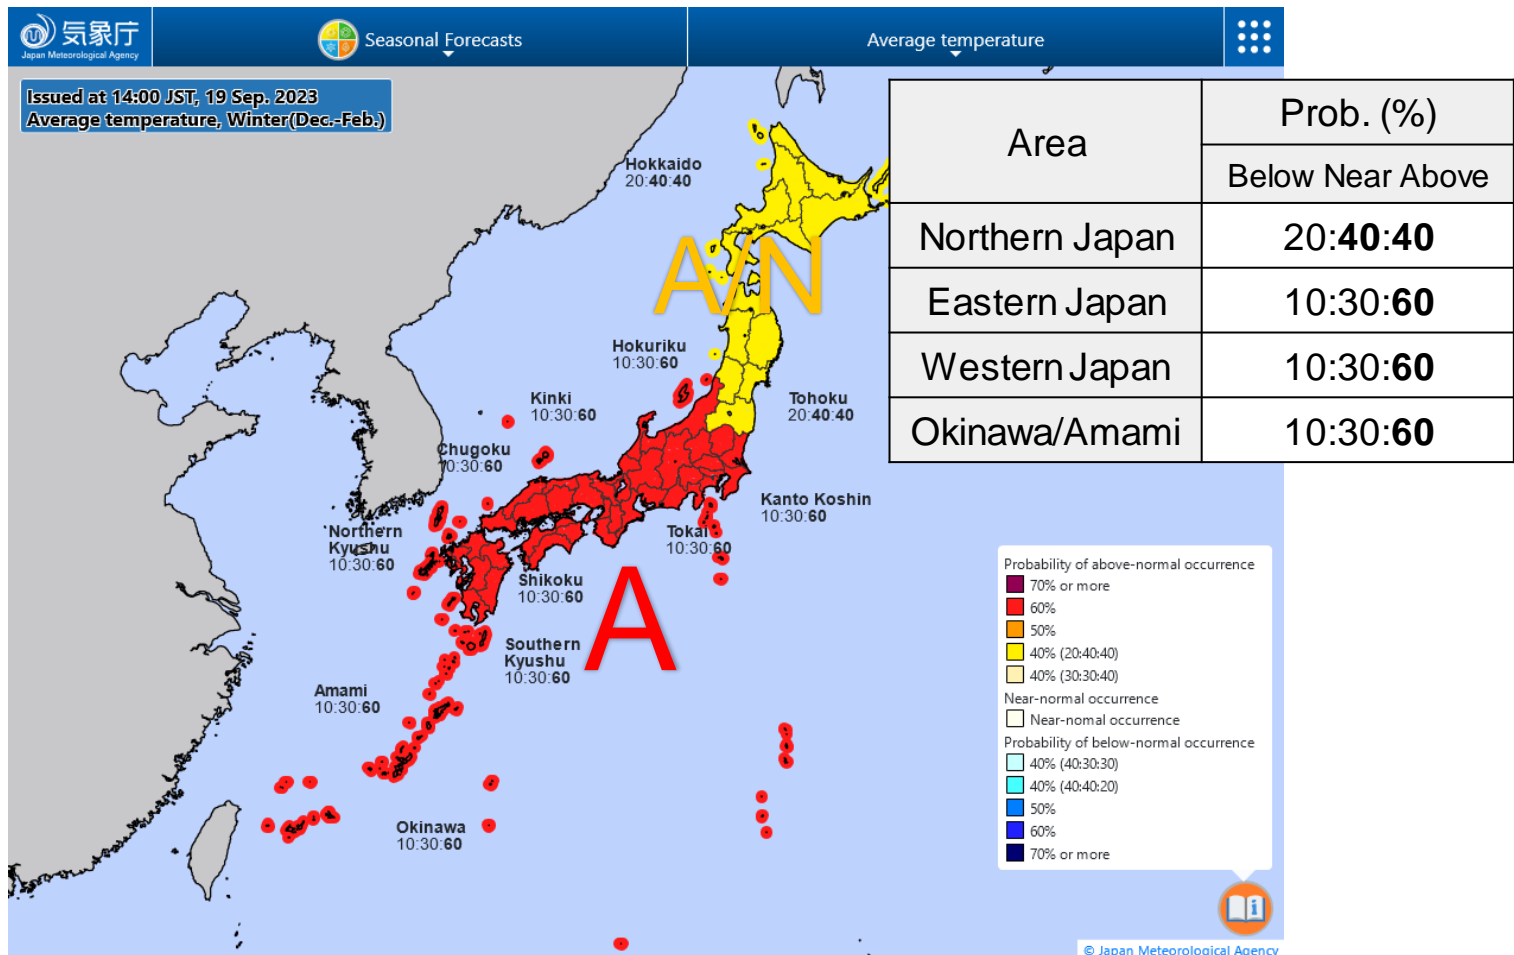 気象庁
Japan Meteorological Agency
Seasonal Forecasts
Average temperature
Issued at 14:00 JST, 19 Sep. 2023
Average temperature, Winter(Dec.-Feb.)
Area
Prob. (%)
Below Near Above
Northern Japan 20:40:40
Eastern Japan 10:30:60
Western Japan 10:30:60
Okinawa/Amami 10:30:60
Hokkaido
20:40:40
A/N
Hokuriku
10:30:60
Kinki
10:30:60
Tohoku
20:40:40
Chugoku
10:30:60
Kanto Koshin
10:30:60
Northern
Kyushu
10:30:60
Tokai
10:30:60
Shikoku
10:30:60
A
Southern
Kyushu
10:30:60
Amami
10:30:60
Okinawa
10:30:60
Probability of above-normal occurrence
70% or more
60%
50%
40% (20:40:40)
40% (30:30:40)
Near-normal occurrence
Near-nomal occurrence
Probability of below-normal occurrence
40% (40:30:30)
40% (40:40:20)
50%
60%
70% or more
i
© Japan Meteorological Agency